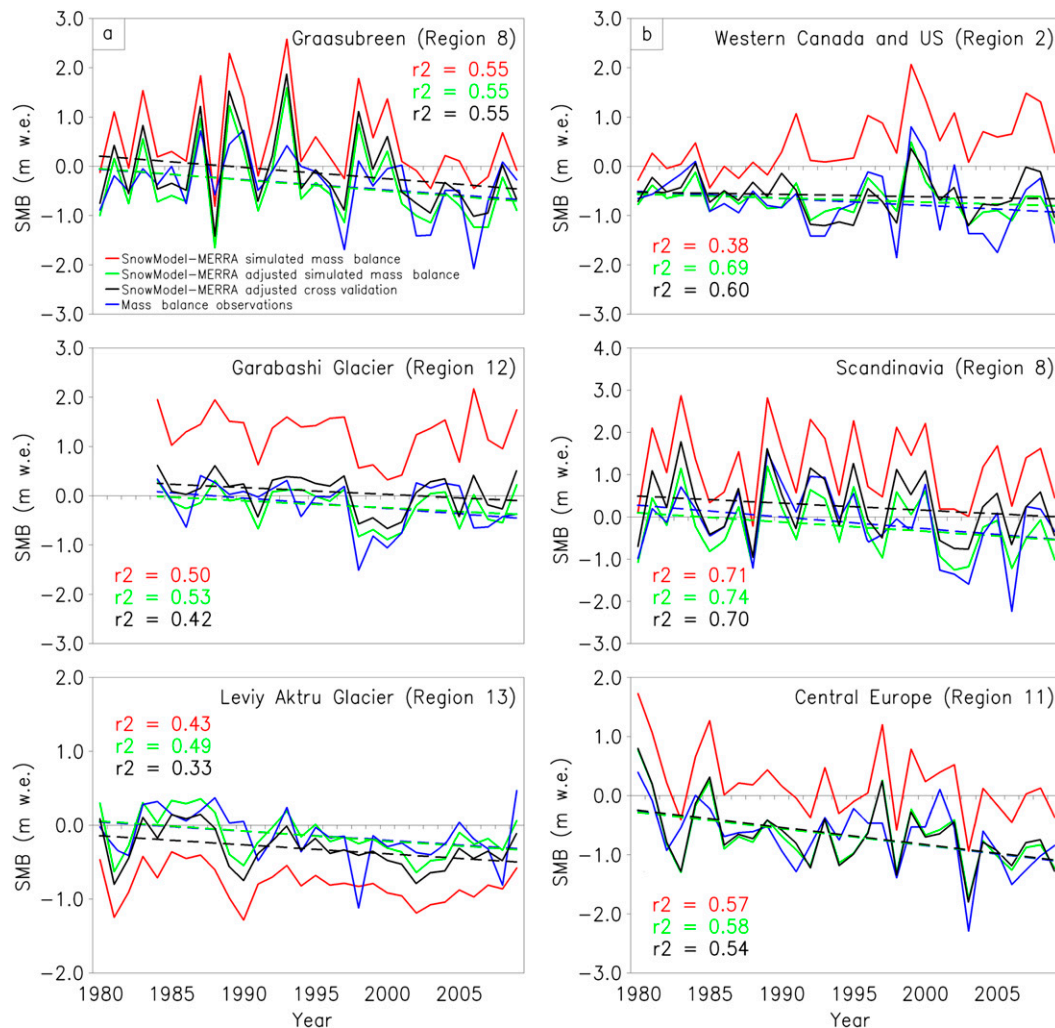 a
Graasubreen (Region 8)
r2 = 0.55
r2 = 0.55
r2 = 0.55
3.0
2.0
1.0
0.0
−1.0
−2.0
−3.0
SMB (m w.e.)
SnowModel-MERRA simulated mass balance
SnowModel-MERRA adjusted simulated mass balance
SnowModel-MERRA adjusted cross validation
Mass balance observations
b
Western Canada and US (Region 2)
3.0
2.0
1.0
0.0
−1.0
−2.0
−3.0
SMB (m w.e.)
r2 = 0.38
r2 = 0.69
r2 = 0.60
Garabashi Glacier (Region 12)
3.0
2.0
1.0
0.0
−1.0
−2.0
−3.0
SMB (m w.e.)
r2 = 0.50
r2 = 0.53
r2 = 0.42
Scandinavia (Region 8)
4.0
3.0
2.0
1.0
0.0
−1.0
−2.0
−3.0
SMB (m w.e.)
r2 = 0.71
r2 = 0.74
r2 = 0.70
Leviy Aktru Glacier (Region 13)
r2 = 0.43
r2 = 0.49
r2 = 0.33
2.0
1.0
0.0
−1.0
−2.0
SMB (m w.e.)
1980 1985 1990 1995 2000 2005
Year
Central Europe (Region 11)
2.0
1.0
0.0
−1.0
−3.0
SMB (m w.e.)
r2 = 0.57
r2 = 0.58
r2 = 0.54
1980 1985 1990 1995 2000 2005
Year